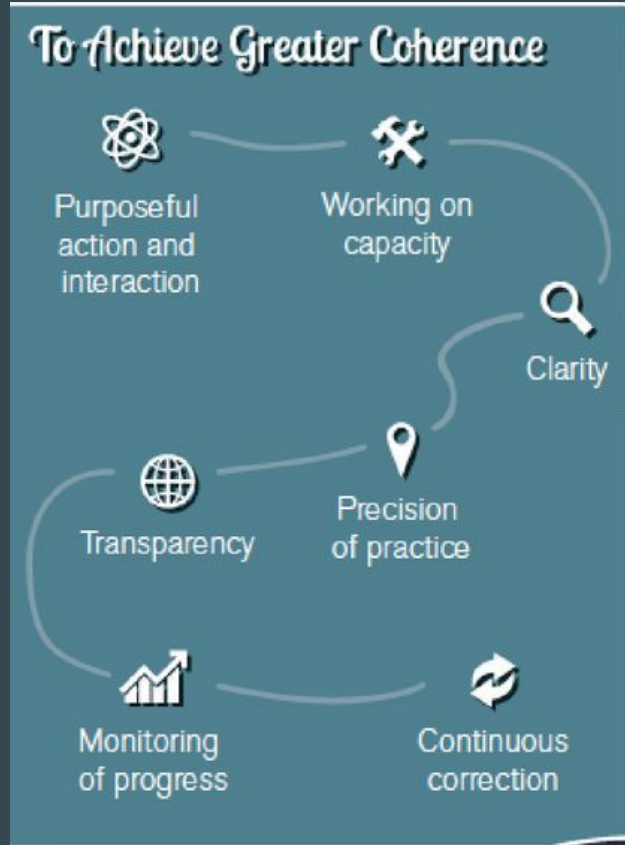 To Achieve Greater Coherence
Purposeful
action and
interaction
Working on
capacity
Clarity
Precision
of practice
Transparency
Monitoring
of progress
Continuous
correction